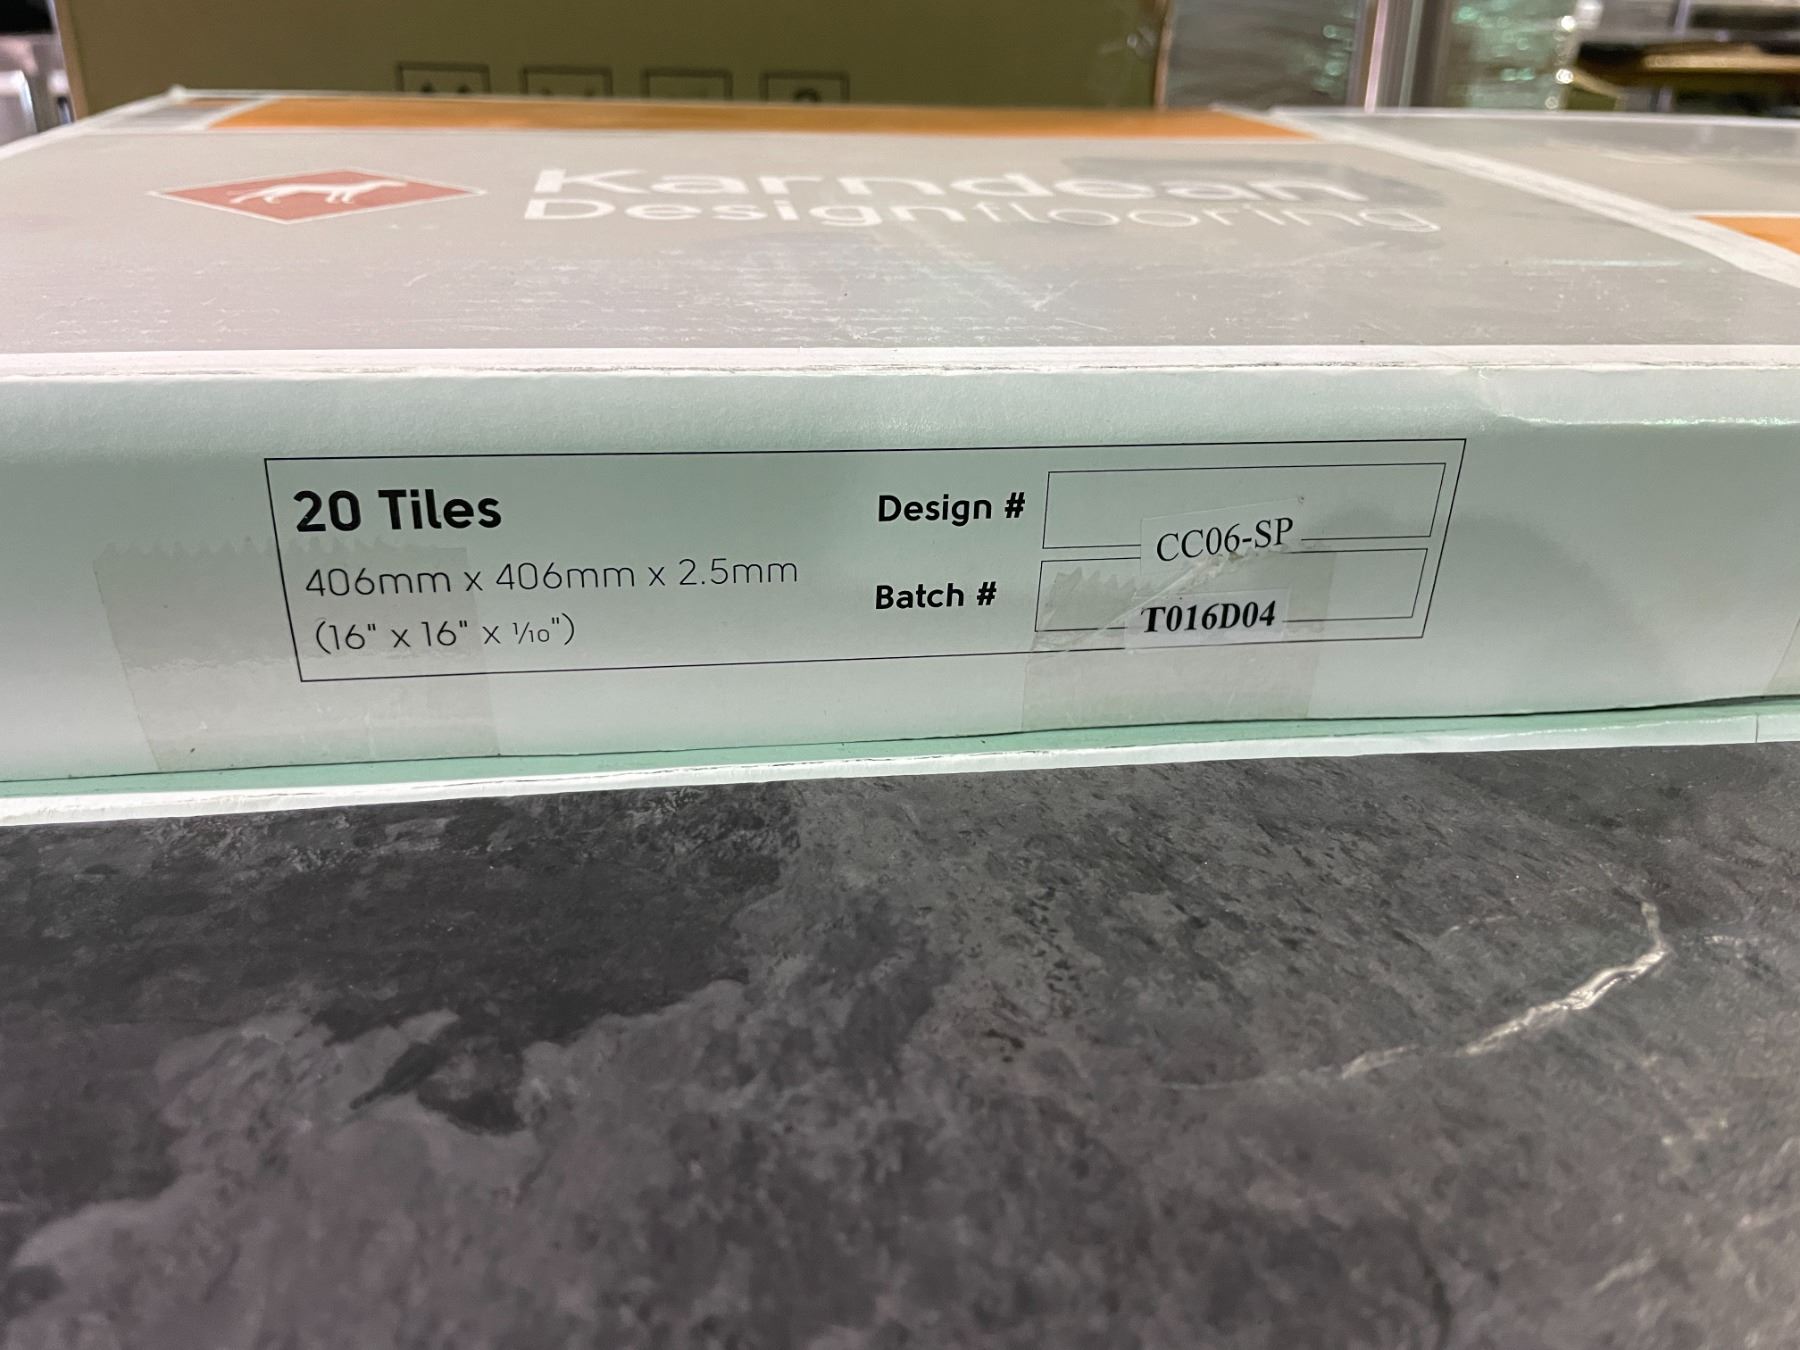 Karndean
Designflooring
20 Tiles
406mm x 406mm x 2.5mm
(16" x 16" x 1/10")
Design #
CC06-SP
Batch #
T016D04